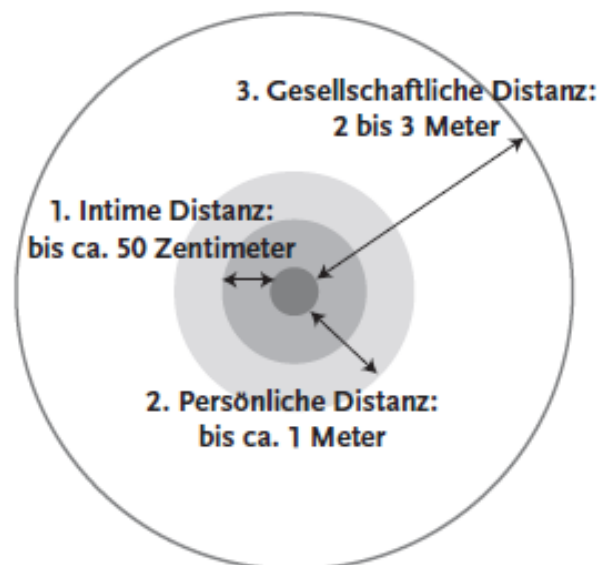 3. Gesellschaftliche Distanz:
2 bis 3 Meter
1. Intime Distanz:
bis ca. 50 Zentimeter
2. Persönliche Distanz:
bis ca. 1 Meter